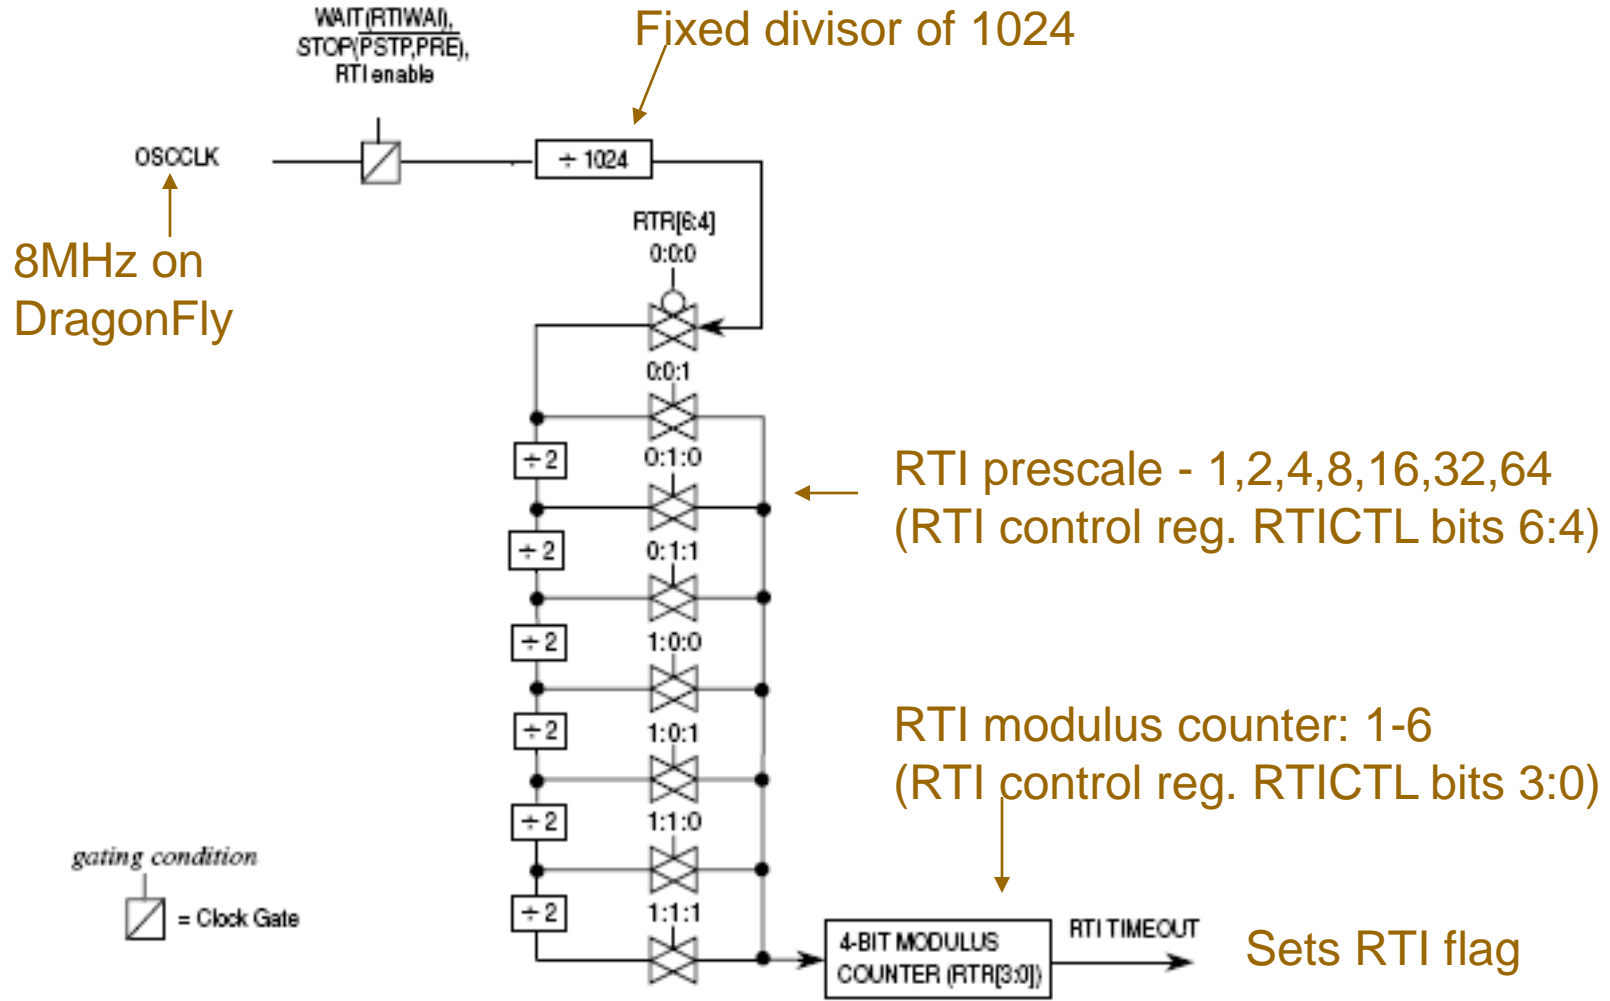 WAIT(RTIWAI),
STOP(PSTP,PRE),
RTI enable
Fixed divisor of 1024
OSCCLK
÷ 1024
8MHz on
DragonFly
RTR[6:4]
0:0:0
0:0:1
÷ 2
0:1:0
÷ 2
0:1:1
÷ 2
1:0:0
÷ 2
1:0:1
÷ 2
1:1:0
÷ 2
1:1:1
RTI prescale - 1,2,4,8,16,32,64
(RTI control reg. RTICTL bits 6:4)
RTI modulus counter: 1-6
(RTI control reg. RTICTL bits 3:0)
gating condition
= Clock Gate
4-BIT MODULUS
COUNTER (RTR[3:0])
RTI TIMEOUT
Sets RTI flag